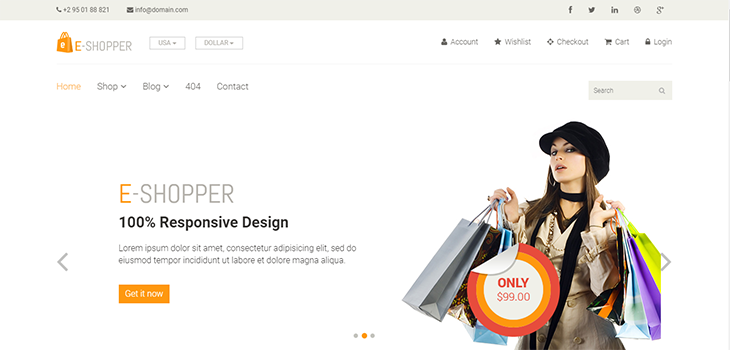 +2 95 01 88 821 info@domain.com
E-SHOPPER USA DOLLAR Account Wishlist Checkout Cart Login
Home Shop Blog 404 Contact Search
E-SHOPPER
100% Responsive Design
Lorem ipsum dolor sit amet, consectetur adipisicing elit, sed do
eiusmod tempor incididunt ut labore et dolore magna aliqua.
Get it now
ONLY
$99.00